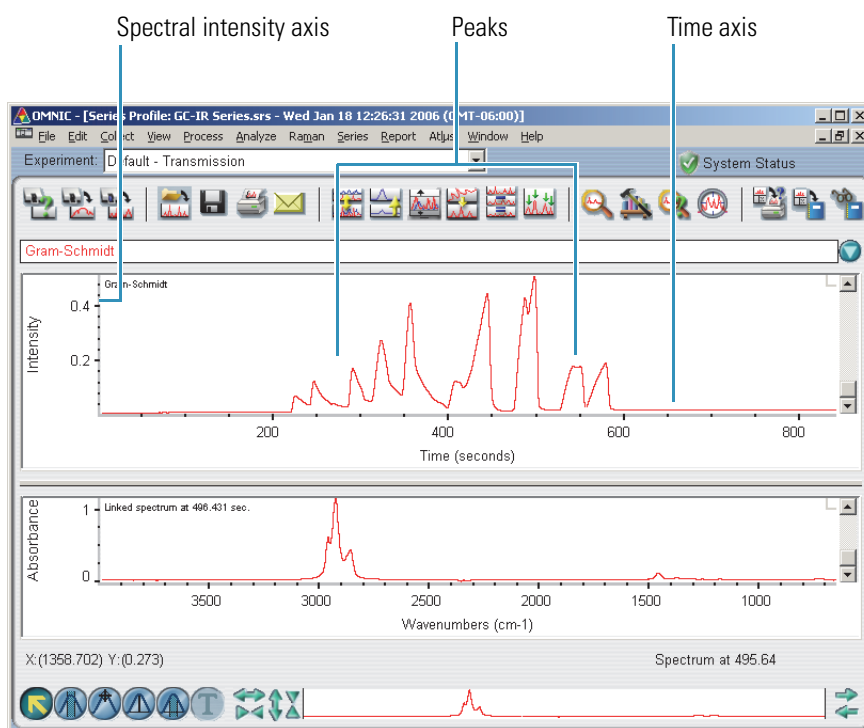 Spectral intensity axis Peaks Time axis
OMNIC - [Series Profile: GC-IR Series.srs - Wed Jan 18 12:26:31 2006 (GMT-06:00)]
File Edit Collect View Process Analyze Raman Series Report Atlµs Window Help
Experiment: Default - Transmission System Status
Gram-Schmidt
Gram-Schmidt
Intensity
0.4
0.2
200 400 600 800
Time (seconds)
Linked spectrum at 496.431 sec.
Absorbance
1
0
3500 3000 2500 2000 1500 1000
Wavenumbers (cm-1)
X:(1358.702) Y:(0.273) Spectrum at 495.64
T